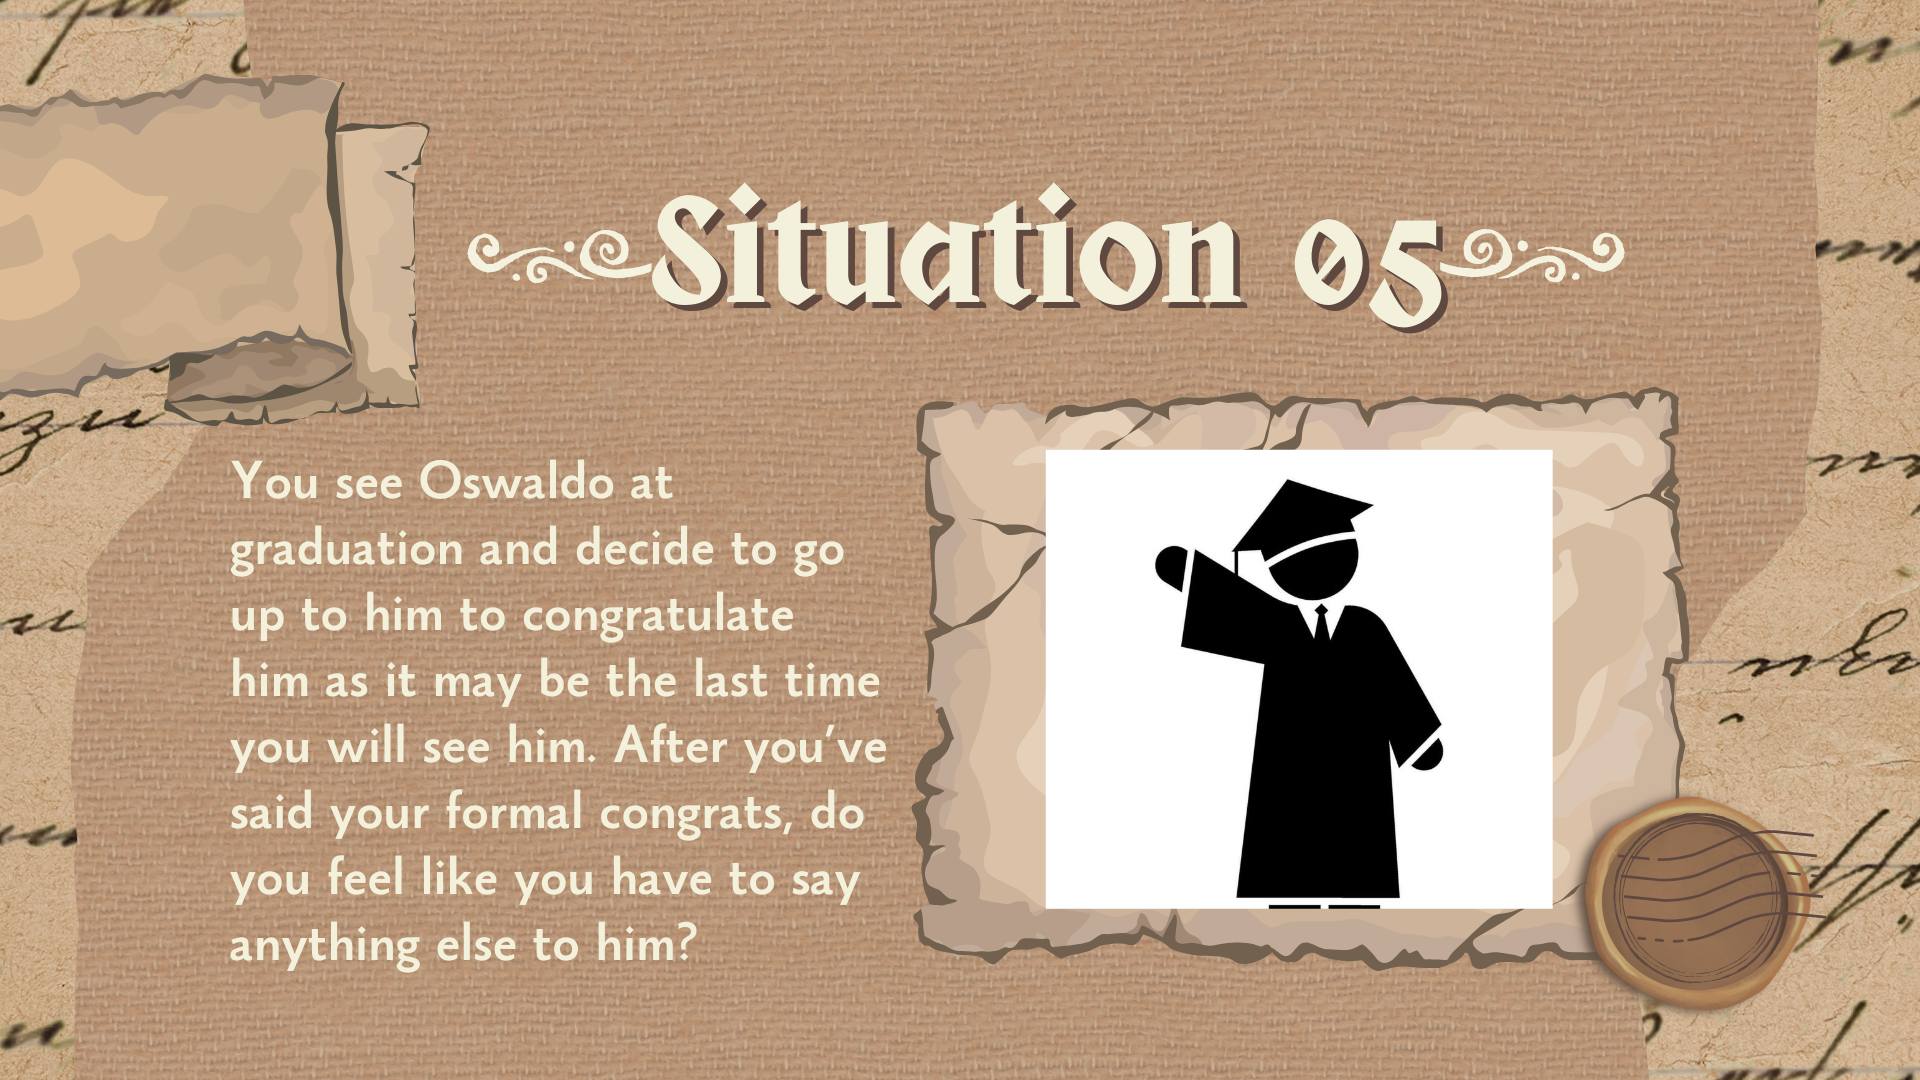 Situation 05
You see Oswaldo at
graduation and decide to go
up to him to congratulate
him as it may be the last time
you will see him. After you’ve
said your formal congrats, do
you feel like you have to say
anything else to him?